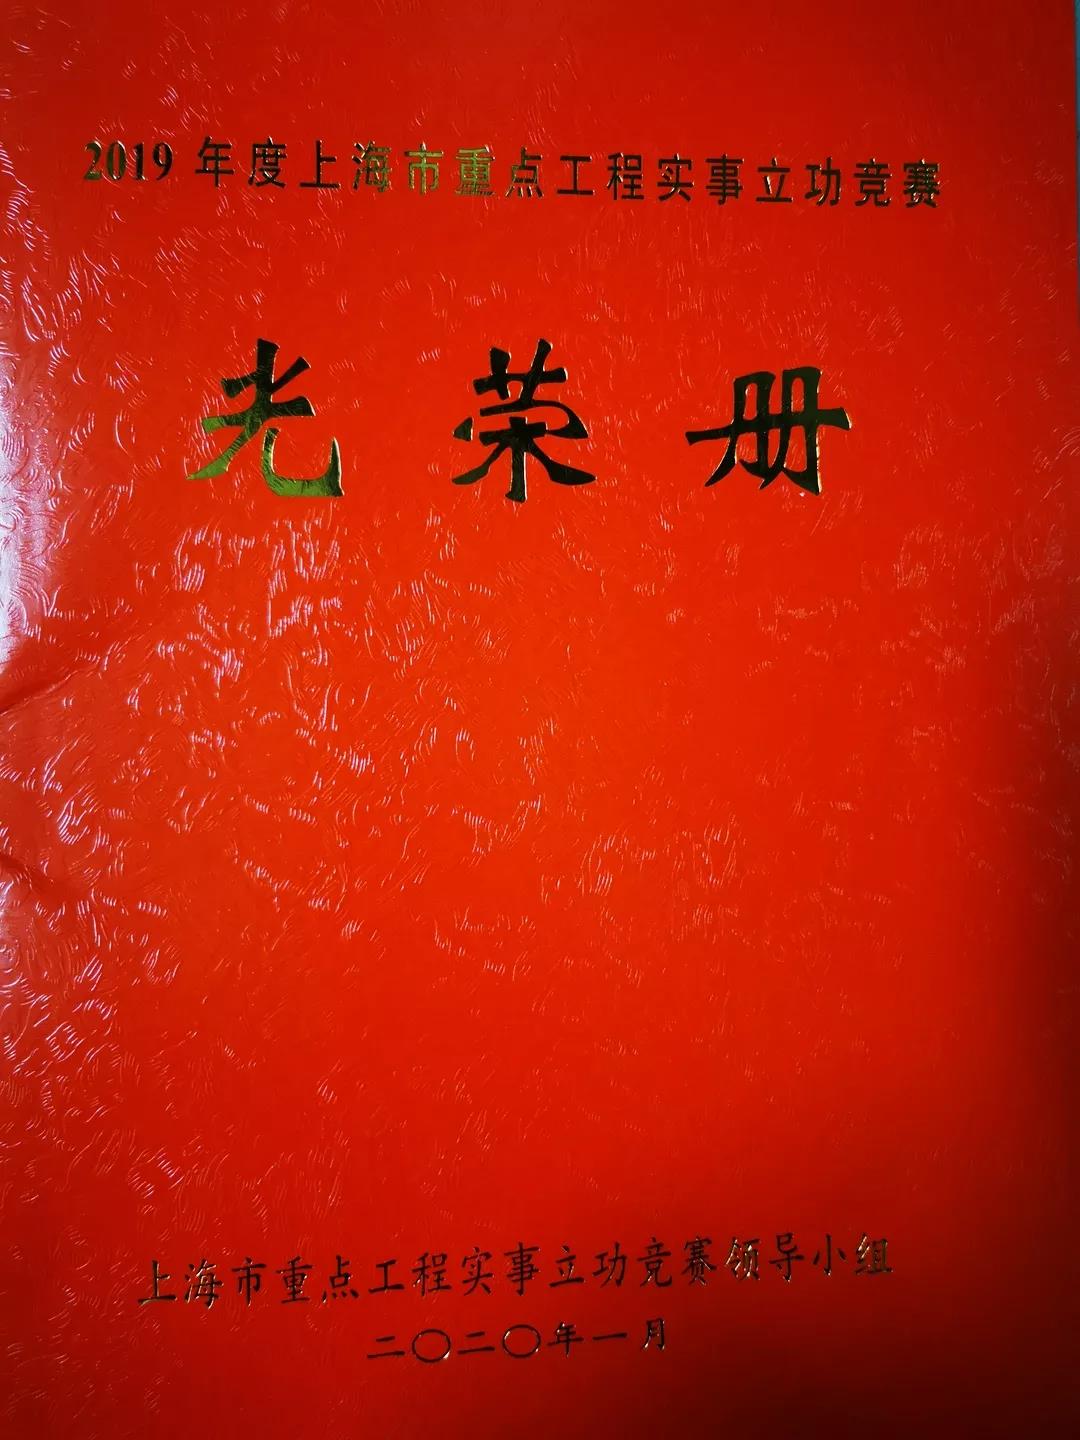 2019 年度上海市重点工程实事立功竞赛
光荣册
上海市重点工程实事立功竞赛领导小组
二〇二〇年一月